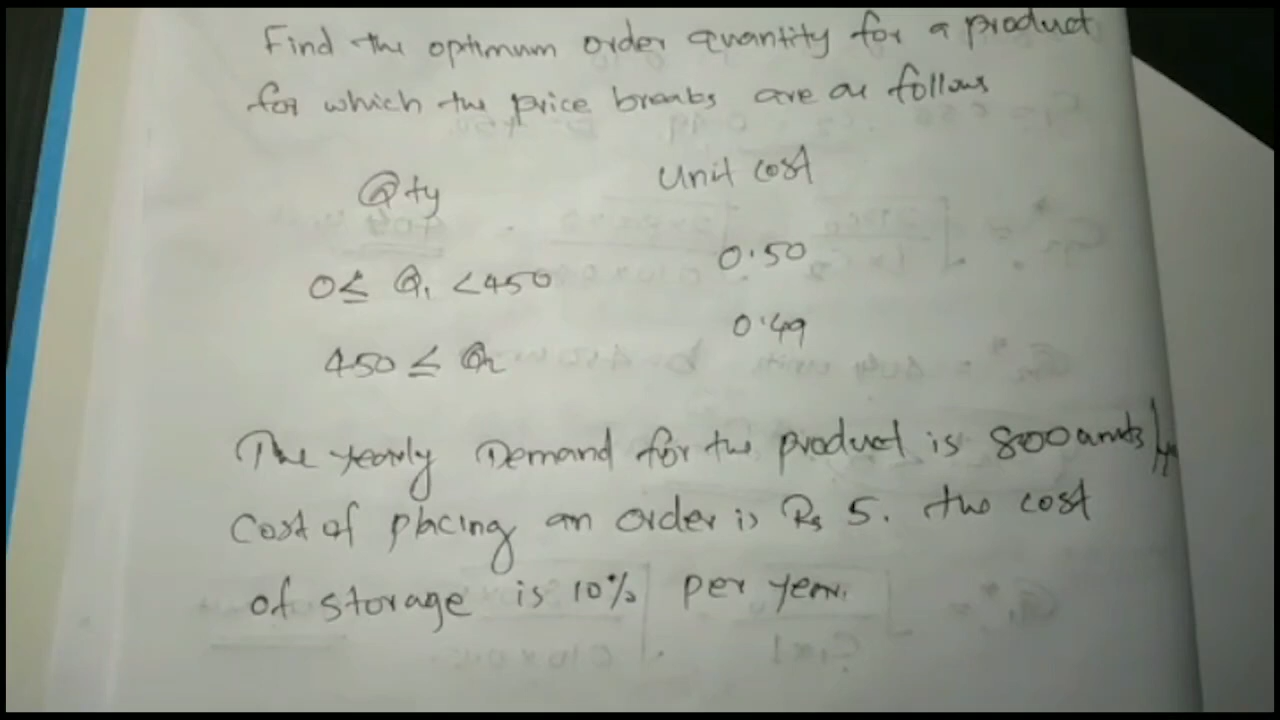 Find the optimum order quantity for a product
for which the price breaks are as follows
Qty Unit cost
0≤ Q₁ <450 0.50
450 ≤ Q₂ 0.49
The yearly Demand for the product is 800 units/yr
Cost of placing an order is Rs 5. the cost
of storage is 10% per year.